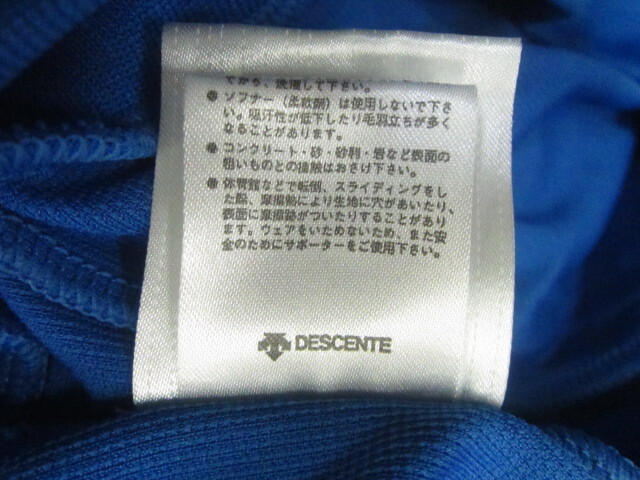 てから、洗濯して下さい。
● ソフナー（柔軟剤）は使用しないで下さ
い。吸汗性が低下したり毛羽立ちが多く
なることがあります。
● コンクリート・砂・砂利・岩など表面の
粗いものとの接触はおさけ下さい。
● 体育館などで転倒、スライディングをし
た際、摩擦熱により生地に穴があいたり、
表面に摩擦跡がついたりすることがあり
ます。ウェアをいためないため、また安
全のためにサポーターをご使用下さい。
DESCENTE